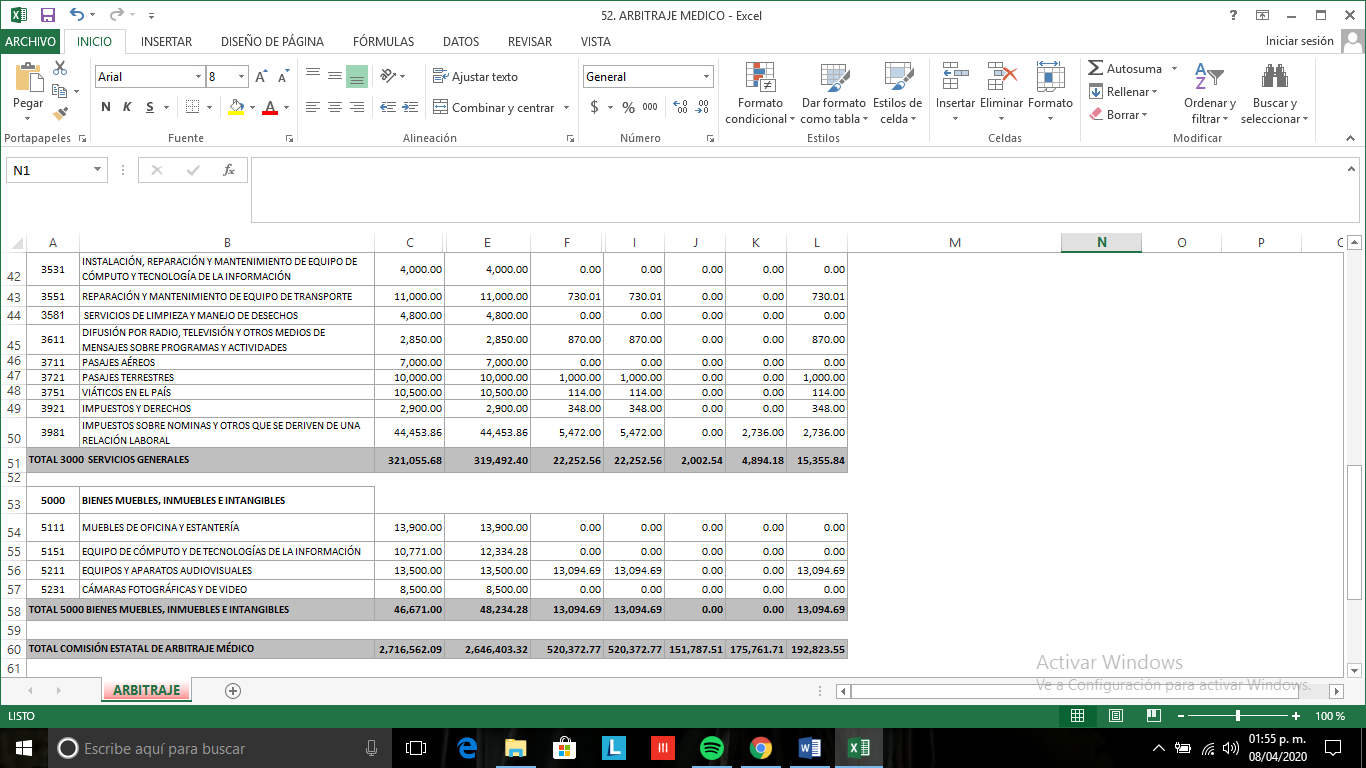 52. ARBITRAJE MEDICO - Excel
ARCHIVO INICIO INSERTAR DISEÑO DE PÁGINA FÓRMULAS DATOS REVISAR VISTA Iniciar sesión
Pegar
Arial 8
N K S
Ajustar texto
Combinar y centrar
General
$ % 000
Formato condicional
Dar formato como tabla
Estilos de celda
Insertar Eliminar Formato
Autosuma
Rellenar
Borrar
Ordenar y filtrar
Buscar y seleccionar
Portapapeles Fuente Alineación Número Estilos Celdas Modificar
N1 fx
A B C E F I J K L M N O P
42 3531 INSTALACIÓN, REPARACIÓN Y MANTENIMIENTO DE EQUIPO DE
CÓMPUTO Y TECNOLOGÍA DE LA INFORMACIÓN 4,000.00 4,000.00 0.00 0.00 0.00 0.00 0.00
43 3551 REPARACIÓN Y MANTENIMIENTO DE EQUIPO DE TRANSPORTE 11,000.00 11,000.00 730.01 730.01 0.00 0.00 730.01
44 3581 SERVICIOS DE LIMPIEZA Y MANEJO DE DESECHOS 4,800.00 4,800.00 0.00 0.00 0.00 0.00 0.00
45 3611 DIFUSIÓN POR RADIO, TELEVISIÓN Y OTROS MEDIOS DE
MENSAJES SOBRE PROGRAMAS Y ACTIVIDADES 2,850.00 2,850.00 870.00 870.00 0.00 0.00 870.00
46 3711 PASAJES AÉREOS 7,000.00 7,000.00 0.00 0.00 0.00 0.00 0.00
47 3721 PASAJES TERRESTRES 10,000.00 10,000.00 1,000.00 1,000.00 0.00 0.00 1,000.00
48 3751 VIÁTICOS EN EL PAÍS 10,500.00 10,500.00 114.00 114.00 0.00 0.00 114.00
49 3921 IMPUESTOS Y DERECHOS 2,900.00 2,900.00 348.00 348.00 0.00 0.00 348.00
50 3981 IMPUESTOS SOBRE NOMINAS Y OTROS QUE SE DERIVEN DE UNA
RELACIÓN LABORAL 44,453.86 44,453.86 5,472.00 5,472.00 0.00 2,736.00 2,736.00
51 TOTAL 3000 SERVICIOS GENERALES 321,055.68 319,492.40 22,252.56 22,252.56 2,002.54 4,894.18 15,355.84
52
53 5000 BIENES MUEBLES, INMUEBLES E INTANGIBLES
54 5111 MUEBLES DE OFICINA Y ESTANTERÍA 13,900.00 13,900.00 0.00 0.00 0.00 0.00 0.00
55 5151 EQUIPO DE CÓMPUTO Y DE TECNOLOGÍAS DE LA INFORMACIÓN 10,771.00 12,334.28 0.00 0.00 0.00 0.00 0.00
56 5211 EQUIPOS Y APARATOS AUDIOVISUALES 13,500.00 13,500.00 13,094.69 13,094.69 0.00 0.00 13,094.69
57 5231 CÁMARAS FOTOGRÁFICAS Y DE VIDEO 8,500.00 8,500.00 0.00 0.00 0.00 0.00 0.00
58 TOTAL 5000 BIENES MUEBLES, INMUEBLES E INTANGIBLES 46,671.00 48,234.28 13,094.69 13,094.69 0.00 0.00 13,094.69
59
60 TOTAL COMISIÓN ESTATAL DE ARBITRAJE MÉDICO 2,716,562.09 2,646,403.32 520,372.77 520,372.77 151,787.51 175,761.71 192,823.55
61
Activar Windows
Ve a Configuración para activar Windows.
ARBITRAJE
LISTO 100 %
Escribe aquí para buscar
01:55 p. m.
08/04/2020